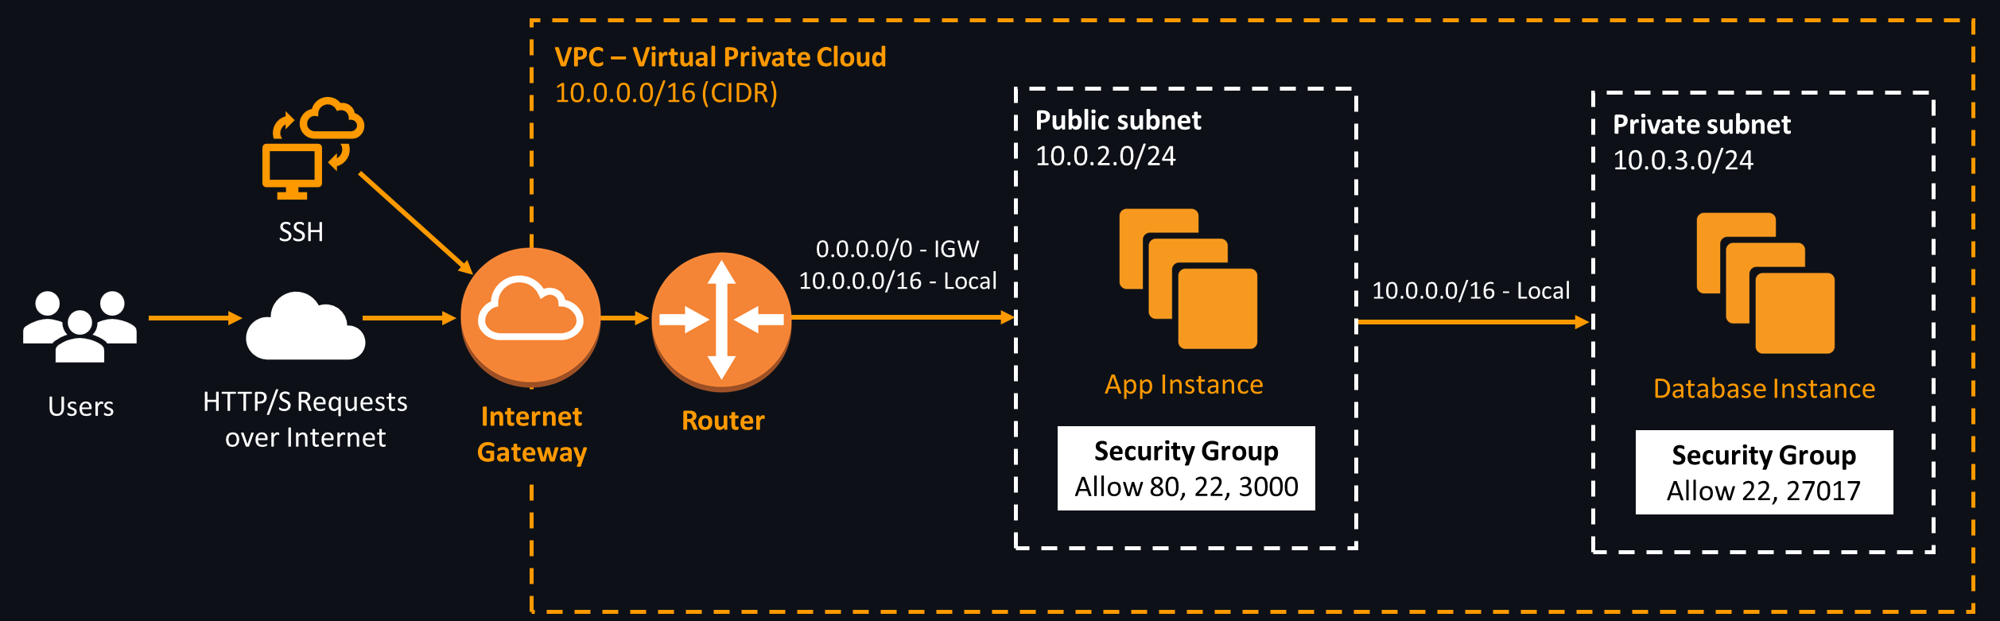 VPC – Virtual Private Cloud
10.0.0.0/16 (CIDR)
SSH
Users
HTTP/S Requests
over Internet
Internet
Gateway
Router
0.0.0.0/0 - IGW
10.0.0.0/16 - Local
Public subnet
10.0.2.0/24
App Instance
Security Group
Allow 80, 22, 3000
10.0.0.0/16 - Local
Private subnet
10.0.3.0/24
Database Instance
Security Group
Allow 22, 27017